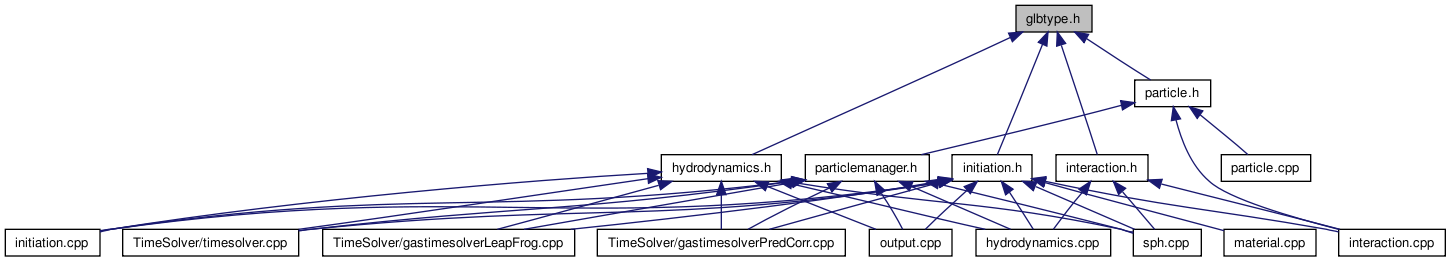 glbtype.h
particle.h
hydrodynamics.h
particlemanager.h
initiation.h
interaction.h
particle.cpp
initiation.cpp
TimeSolver/timesolver.cpp
TimeSolver/gastimesolverLeapFrog.cpp
TimeSolver/gastimesolverPredCorr.cpp
output.cpp
hydrodynamics.cpp
sph.cpp
material.cpp
interaction.cpp